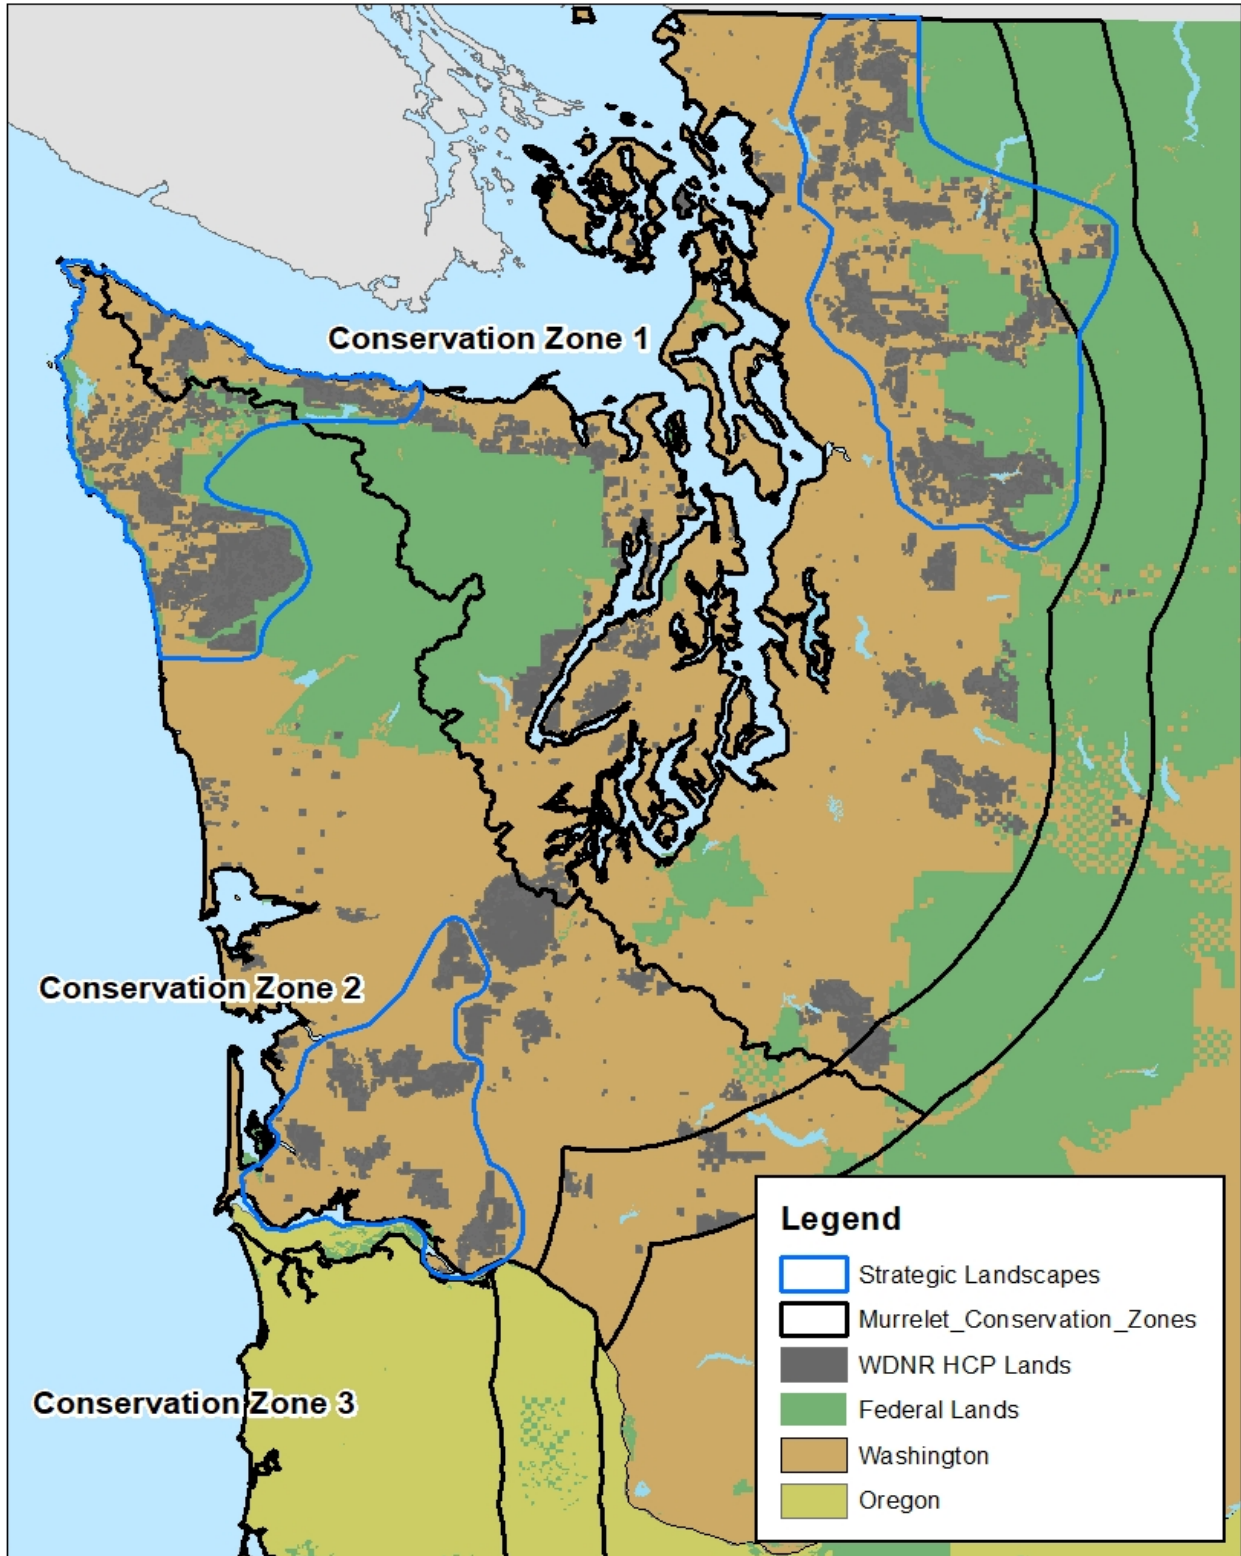 Conservation Zone 1
Conservation Zone 2
Conservation Zone 3
Legend
Strategic Landscapes
Murrelet_Conservation_Zones
WDNR HCP Lands
Federal Lands
Washington
Oregon